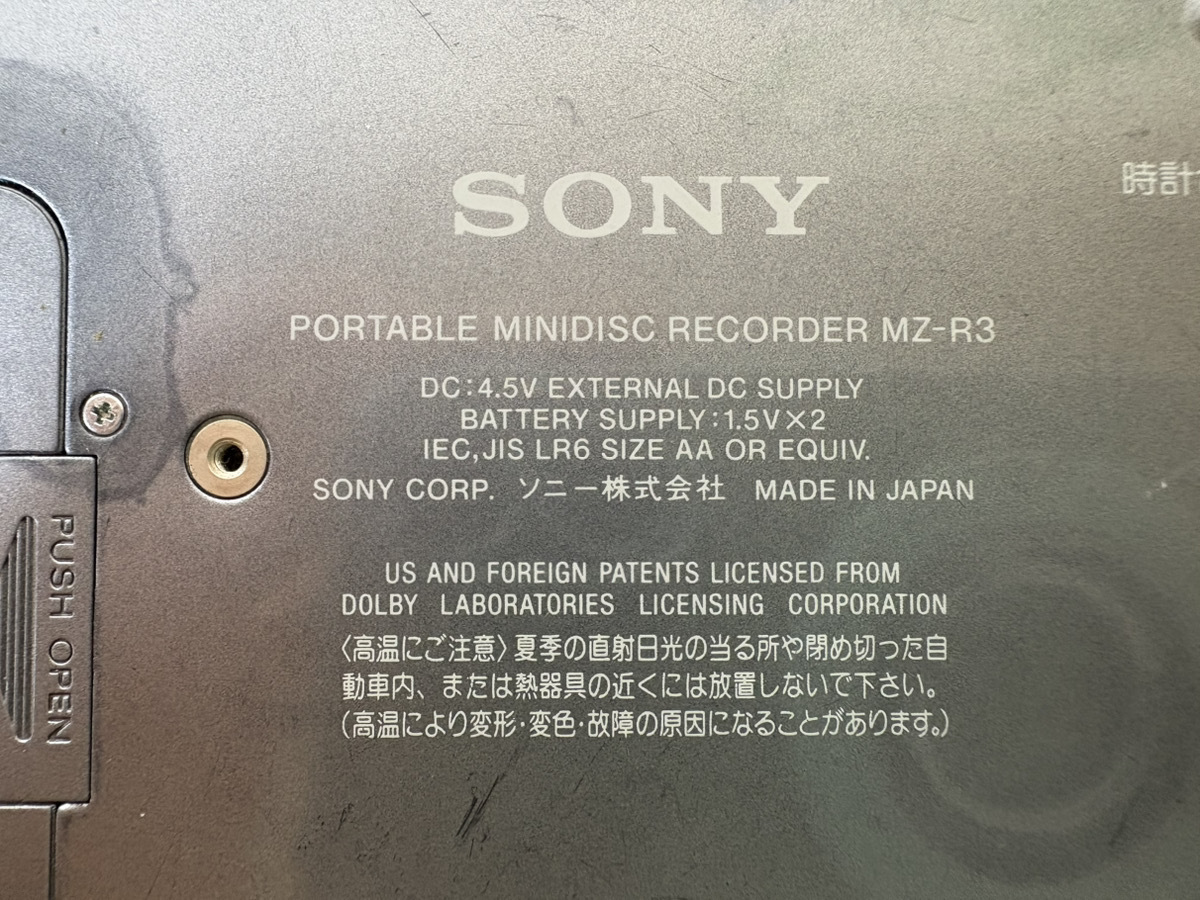 SONY
時計
PORTABLE MINIDISC RECORDER MZ-R3
DC:4.5V EXTERNAL DC SUPPLY
BATTERY SUPPLY:1.5V×2
IEC,JIS LR6 SIZE AA OR EQUIV.
SONY CORP. ソニー株式会社 MADE IN JAPAN
PUSH OPEN
US AND FOREIGN PATENTS LICENSED FROM
DOLBY LABORATORIES LICENSING CORPORATION
〈高温にご注意〉夏季の直射日光の当る所や閉め切った自
動車内、または熱器具の近くには放置しないで下さい。
(高温により変形・変色・故障の原因になることがあります。)